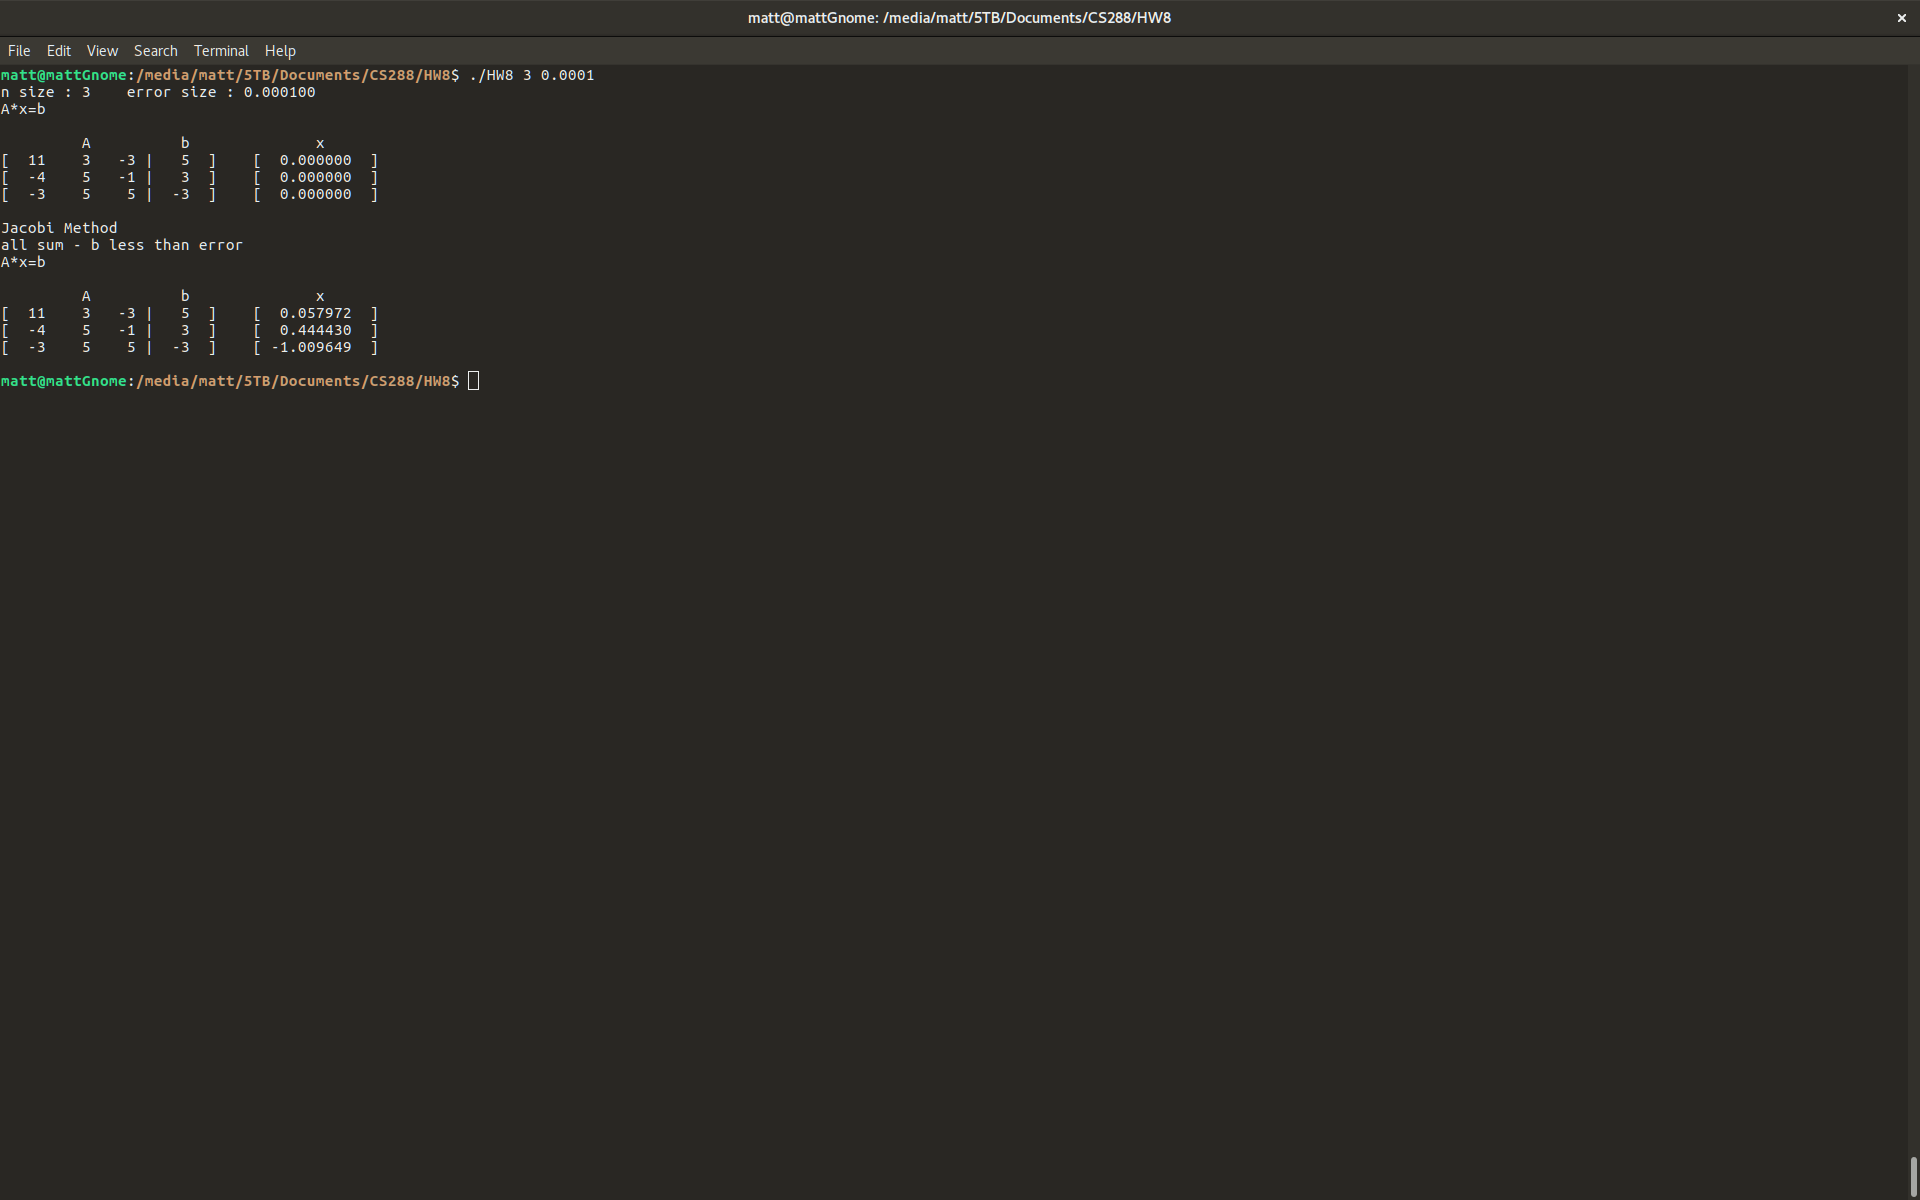 matt@mattGnome: /media/matt/5TB/Documents/CS288/HW8
File Edit View Search Terminal Help
matt@mattGnome:/media/matt/5TB/Documents/CS288/HW8$ ./HW8 3 0.0001
n size : 3    error size : 0.000100
A*x=b
         A          b              x
[  11    3   -3 |   5  ]    [  0.000000  ]
[  -4    5   -1 |   3  ]    [  0.000000  ]
[  -3    5    5 |  -3  ]    [  0.000000  ]
Jacobi Method
all sum - b less than error
A*x=b
         A          b              x
[  11    3   -3 |   5  ]    [  0.057972  ]
[  -4    5   -1 |   3  ]    [  0.444430  ]
[  -3    5    5 |  -3  ]    [ -1.009649  ]
matt@mattGnome:/media/matt/5TB/Documents/CS288/HW8$